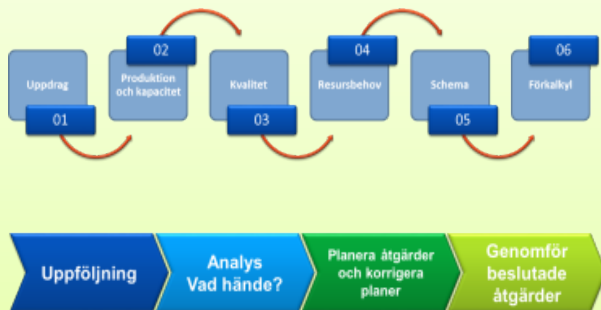 02
04
06
Uppdrag
Produktion
och kapacitet
Kvalitet
Resursbehov
Schema
Förkalkyl
01
03
05
Uppföljning
Analys
Vad hände?
Planera åtgärder
och korrigera
planer
Genomför
beslutade
åtgärder